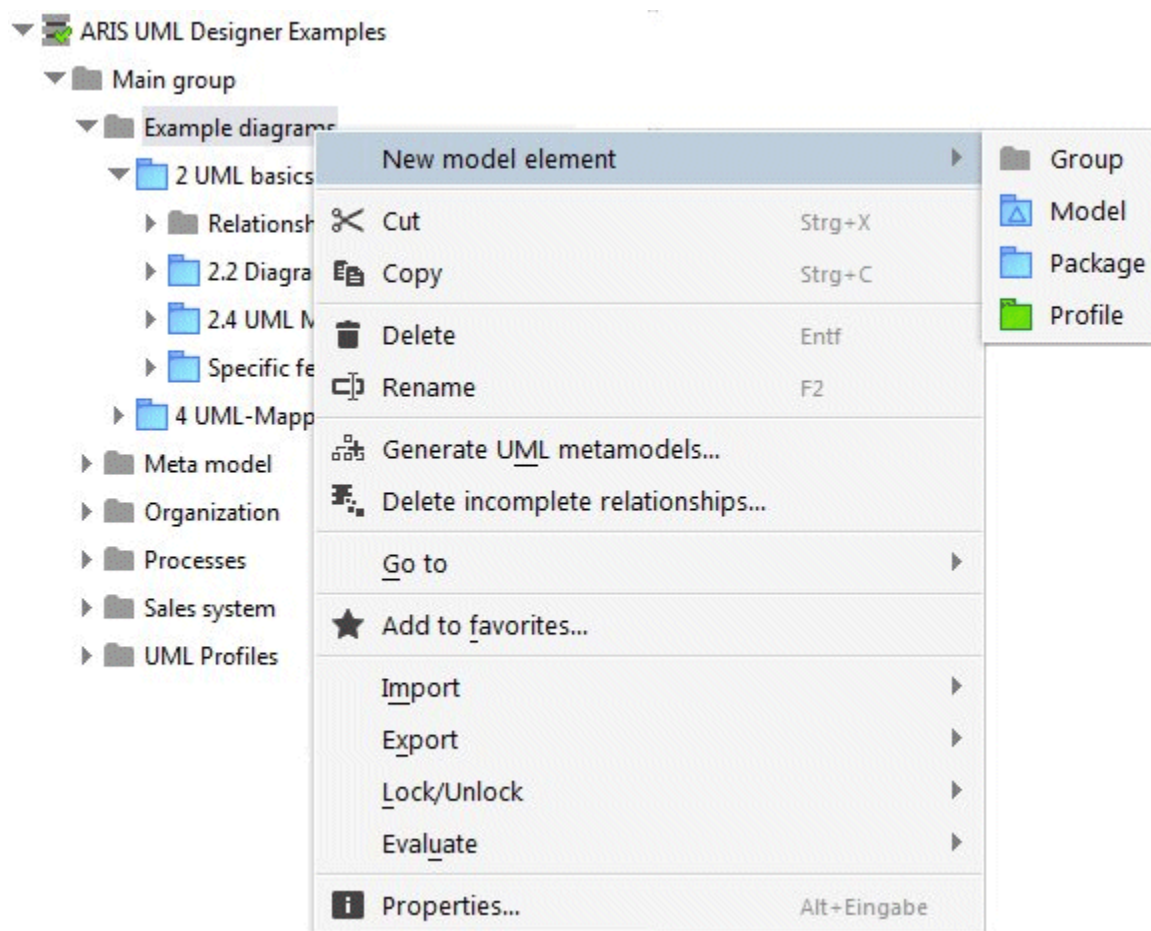 ARIS UML Designer Examples
Main group
Example diagrams
2 UML basics
Relationsh
2.2 Diagra
2.4 UML M
Specific fe
4 UML-Mapp
Meta model
Organization
Processes
Sales system
UML Profiles
New model element
Cut Strg+X
Copy Strg+C
Delete Entf
Rename F2
Generate UML metamodels...
Delete incomplete relationships...
Go to
Add to favorites...
Import
Export
Lock/Unlock
Evaluate
Properties... Alt+Eingabe
Group
Model
Package
Profile